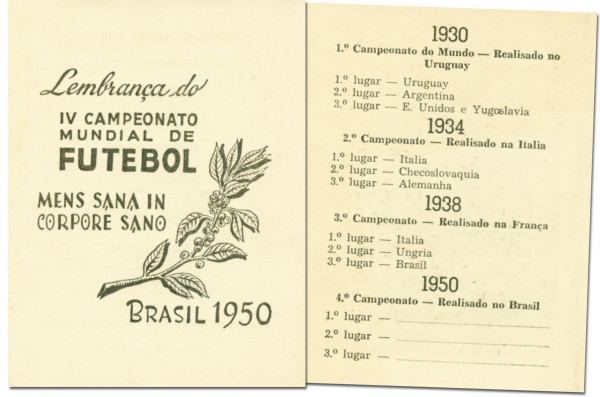 Lembrança do
IV CAMPEONATO
MUNDIAL DE
FUTEBOL
MENS SANA IN
CORPORE SANO
BRASIL 1950
1930
1.º Campeonato do Mundo — Realisado no
Uruguay
1.º lugar — Uruguay
2.º lugar — Argentina
3.º lugar — E. Unidos e Yugoslavia
1934
2.º Campeonato — Realisado na Italia
1.º lugar — Italia
2.º lugar — Checoslovaquia
3.º lugar — Alemanha
1938
3.º Campeonato — Realisado na França
1.º lugar — Italia
2.º lugar — Ungria
3.º lugar — Brasil
1950
4.º Campeonato — Realisado no Brasil
1.º lugar —
2.º lugar —
3.º lugar —